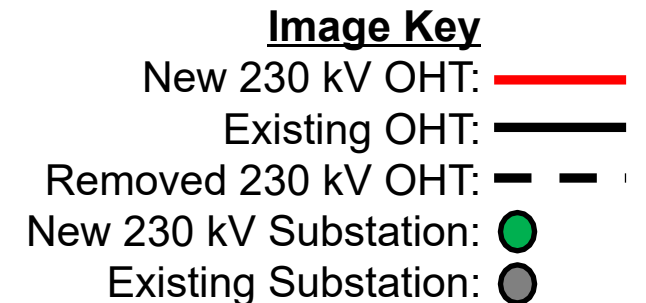 Image Key
New 230 kV OHT:
Existing OHT:
Removed 230 kV OHT:
New 230 kV Substation:
Existing Substation: